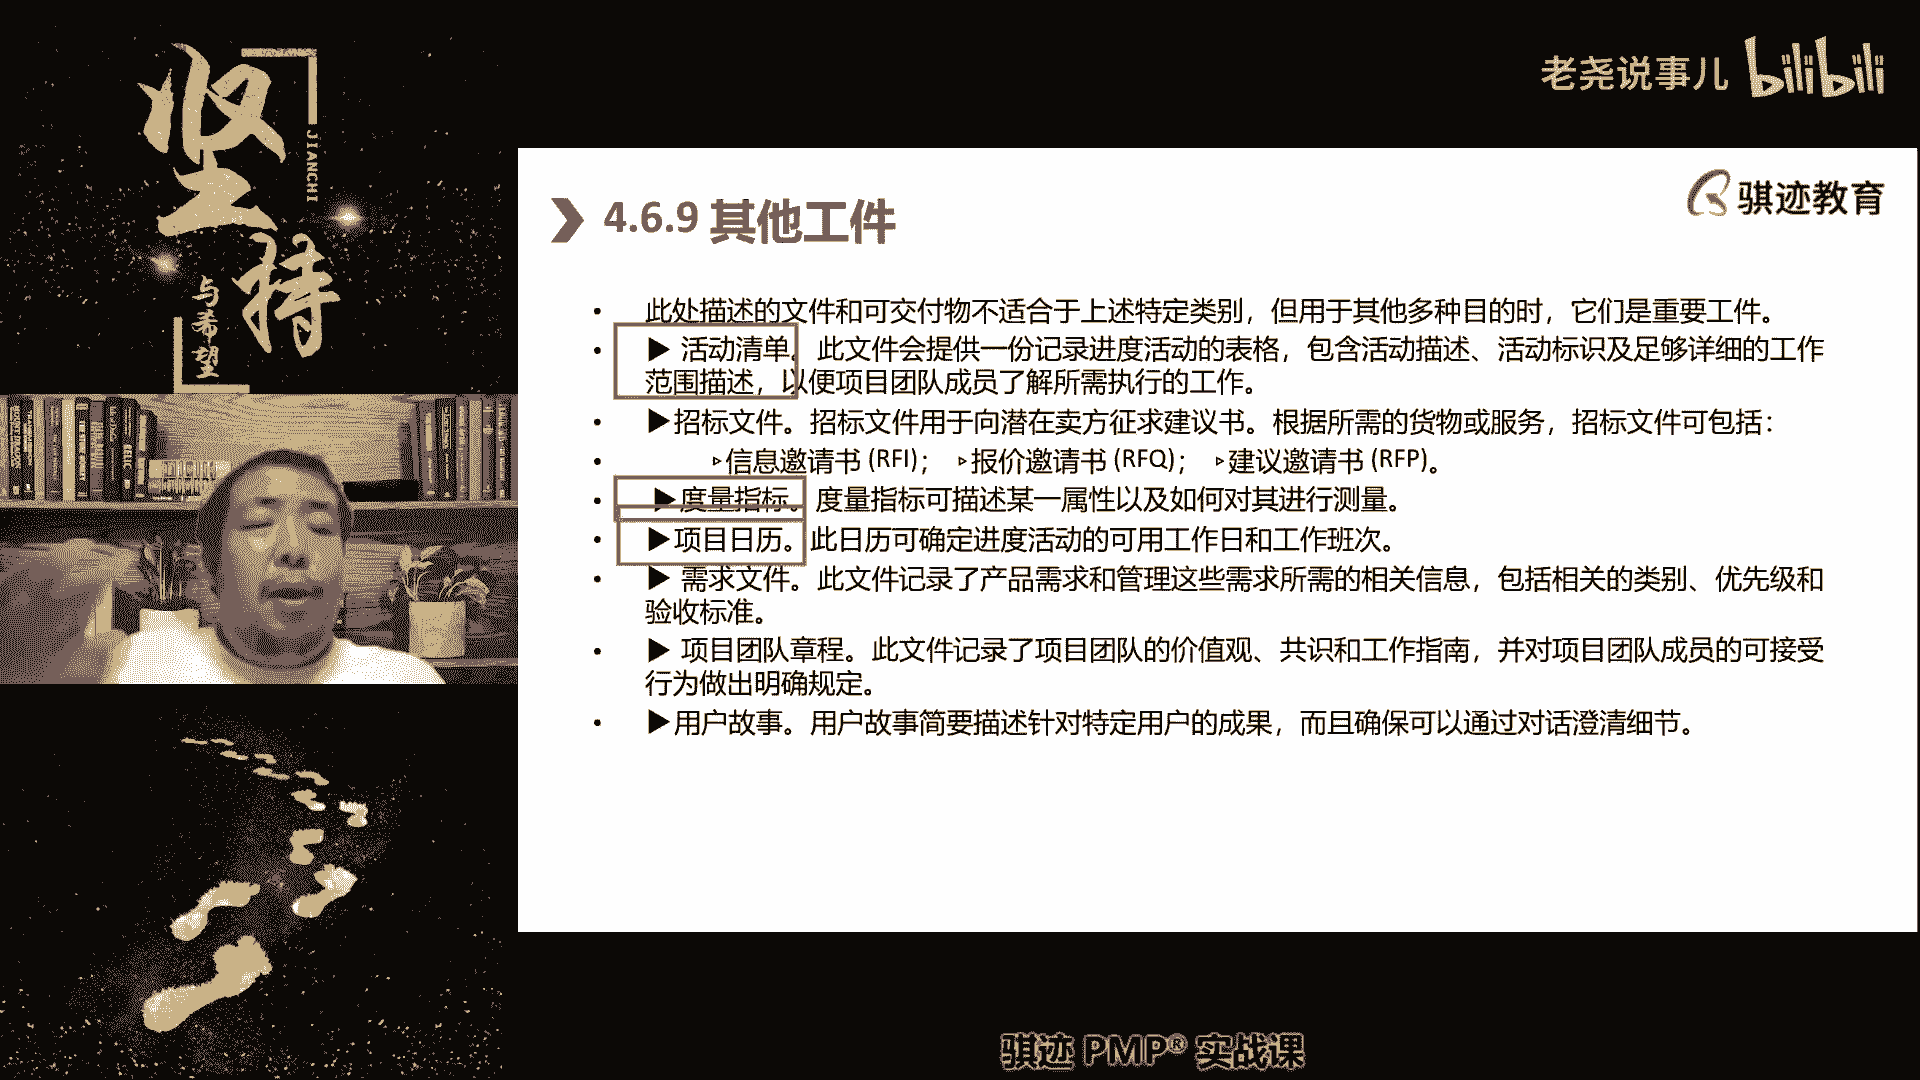 坚持
JIANCHI
与希望
老尧说事儿 bilibili
骐迹教育
4.6.9 其他工件
• 此处描述的文件和可交付物不适合于上述特定类别，但用于其他多种目的时，它们是重要工件。
• ▶ 活动清单。此文件会提供一份记录进度活动的表格，包含活动描述、活动标识及足够详细的工作
范围描述，以便项目团队成员了解所需执行的工作。
• ▶招标文件。招标文件用于向潜在卖方征求建议书。根据所需的货物或服务，招标文件可包括：
• ▹信息邀请书 (RFI)； ▹报价邀请书 (RFQ)； ▹建议邀请书 (RFP)。
• ▶度量指标。度量指标可描述某一属性以及如何对其进行测量。
• ▶项目日历。此日历可确定进度活动的可用工作日和工作班次。
• ▶ 需求文件。此文件记录了产品需求和管理这些需求所需的相关信息，包括相关的类别、优先级和
验收标准。
• ▶ 项目团队章程。此文件记录了项目团队的价值观、共识和工作指南，并对项目团队成员的可接受
行为做出明确规定。
• ▶用户故事。用户故事简要描述针对特定用户的成果，而且确保可以通过对话澄清细节。
骐迹 PMP® 实战课